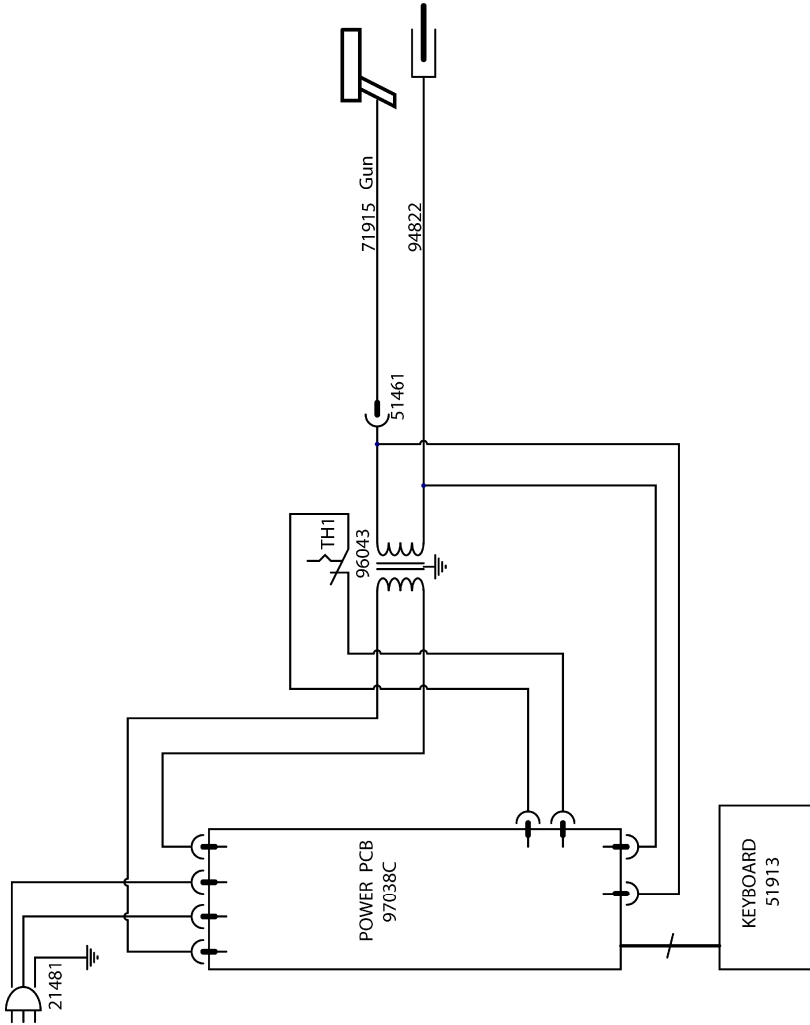 71915 Gun
94822
51461
TH1
96043
POWER PCB
97038C
KEYBOARD
51913
21481